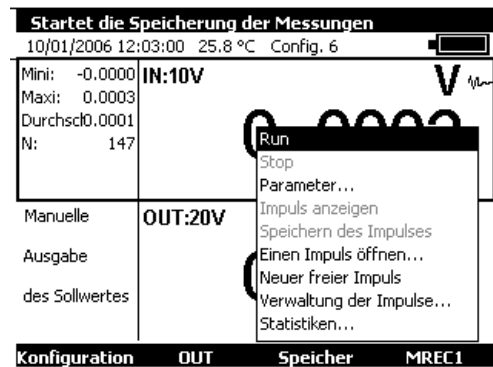 Startet die Speicherung der Messungen
10/01/2006 12:03:00 25.8 °C Config. 6
Mini: -0.0000 IN:10V V
Maxi: 0.0003
Durchscł0.0001
N: 147
Run
Stop
Parameter...
Impuls anzeigen
Speichern des Impulses
Einen Impuls öffnen...
Neuer freier Impuls
Verwaltung der Impulse...
Statistiken...
Manuelle OUT:20V
Ausgabe
des Sollwertes
Konfiguration OUT Speicher MREC1